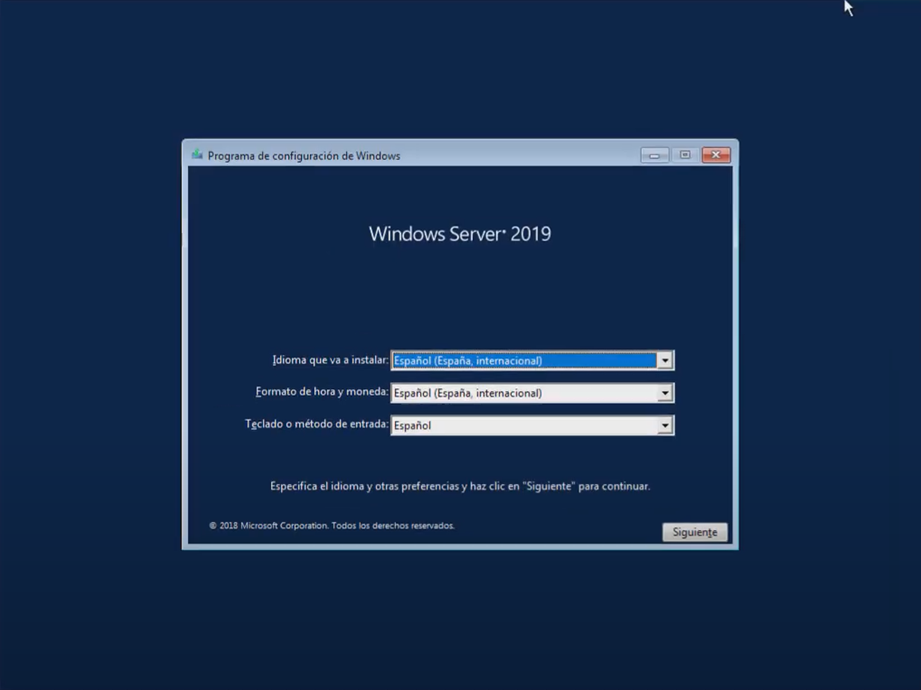 Programa de configuración de Windows
Windows Server® 2019
Idioma que va a instalar: Español (España, internacional)
Formato de hora y moneda: Español (España, internacional)
Teclado o método de entrada: Español
Especifica el idioma y otras preferencias y haz clic en "Siguiente" para continuar.
© 2018 Microsoft Corporation. Todos los derechos reservados.
Siguiente